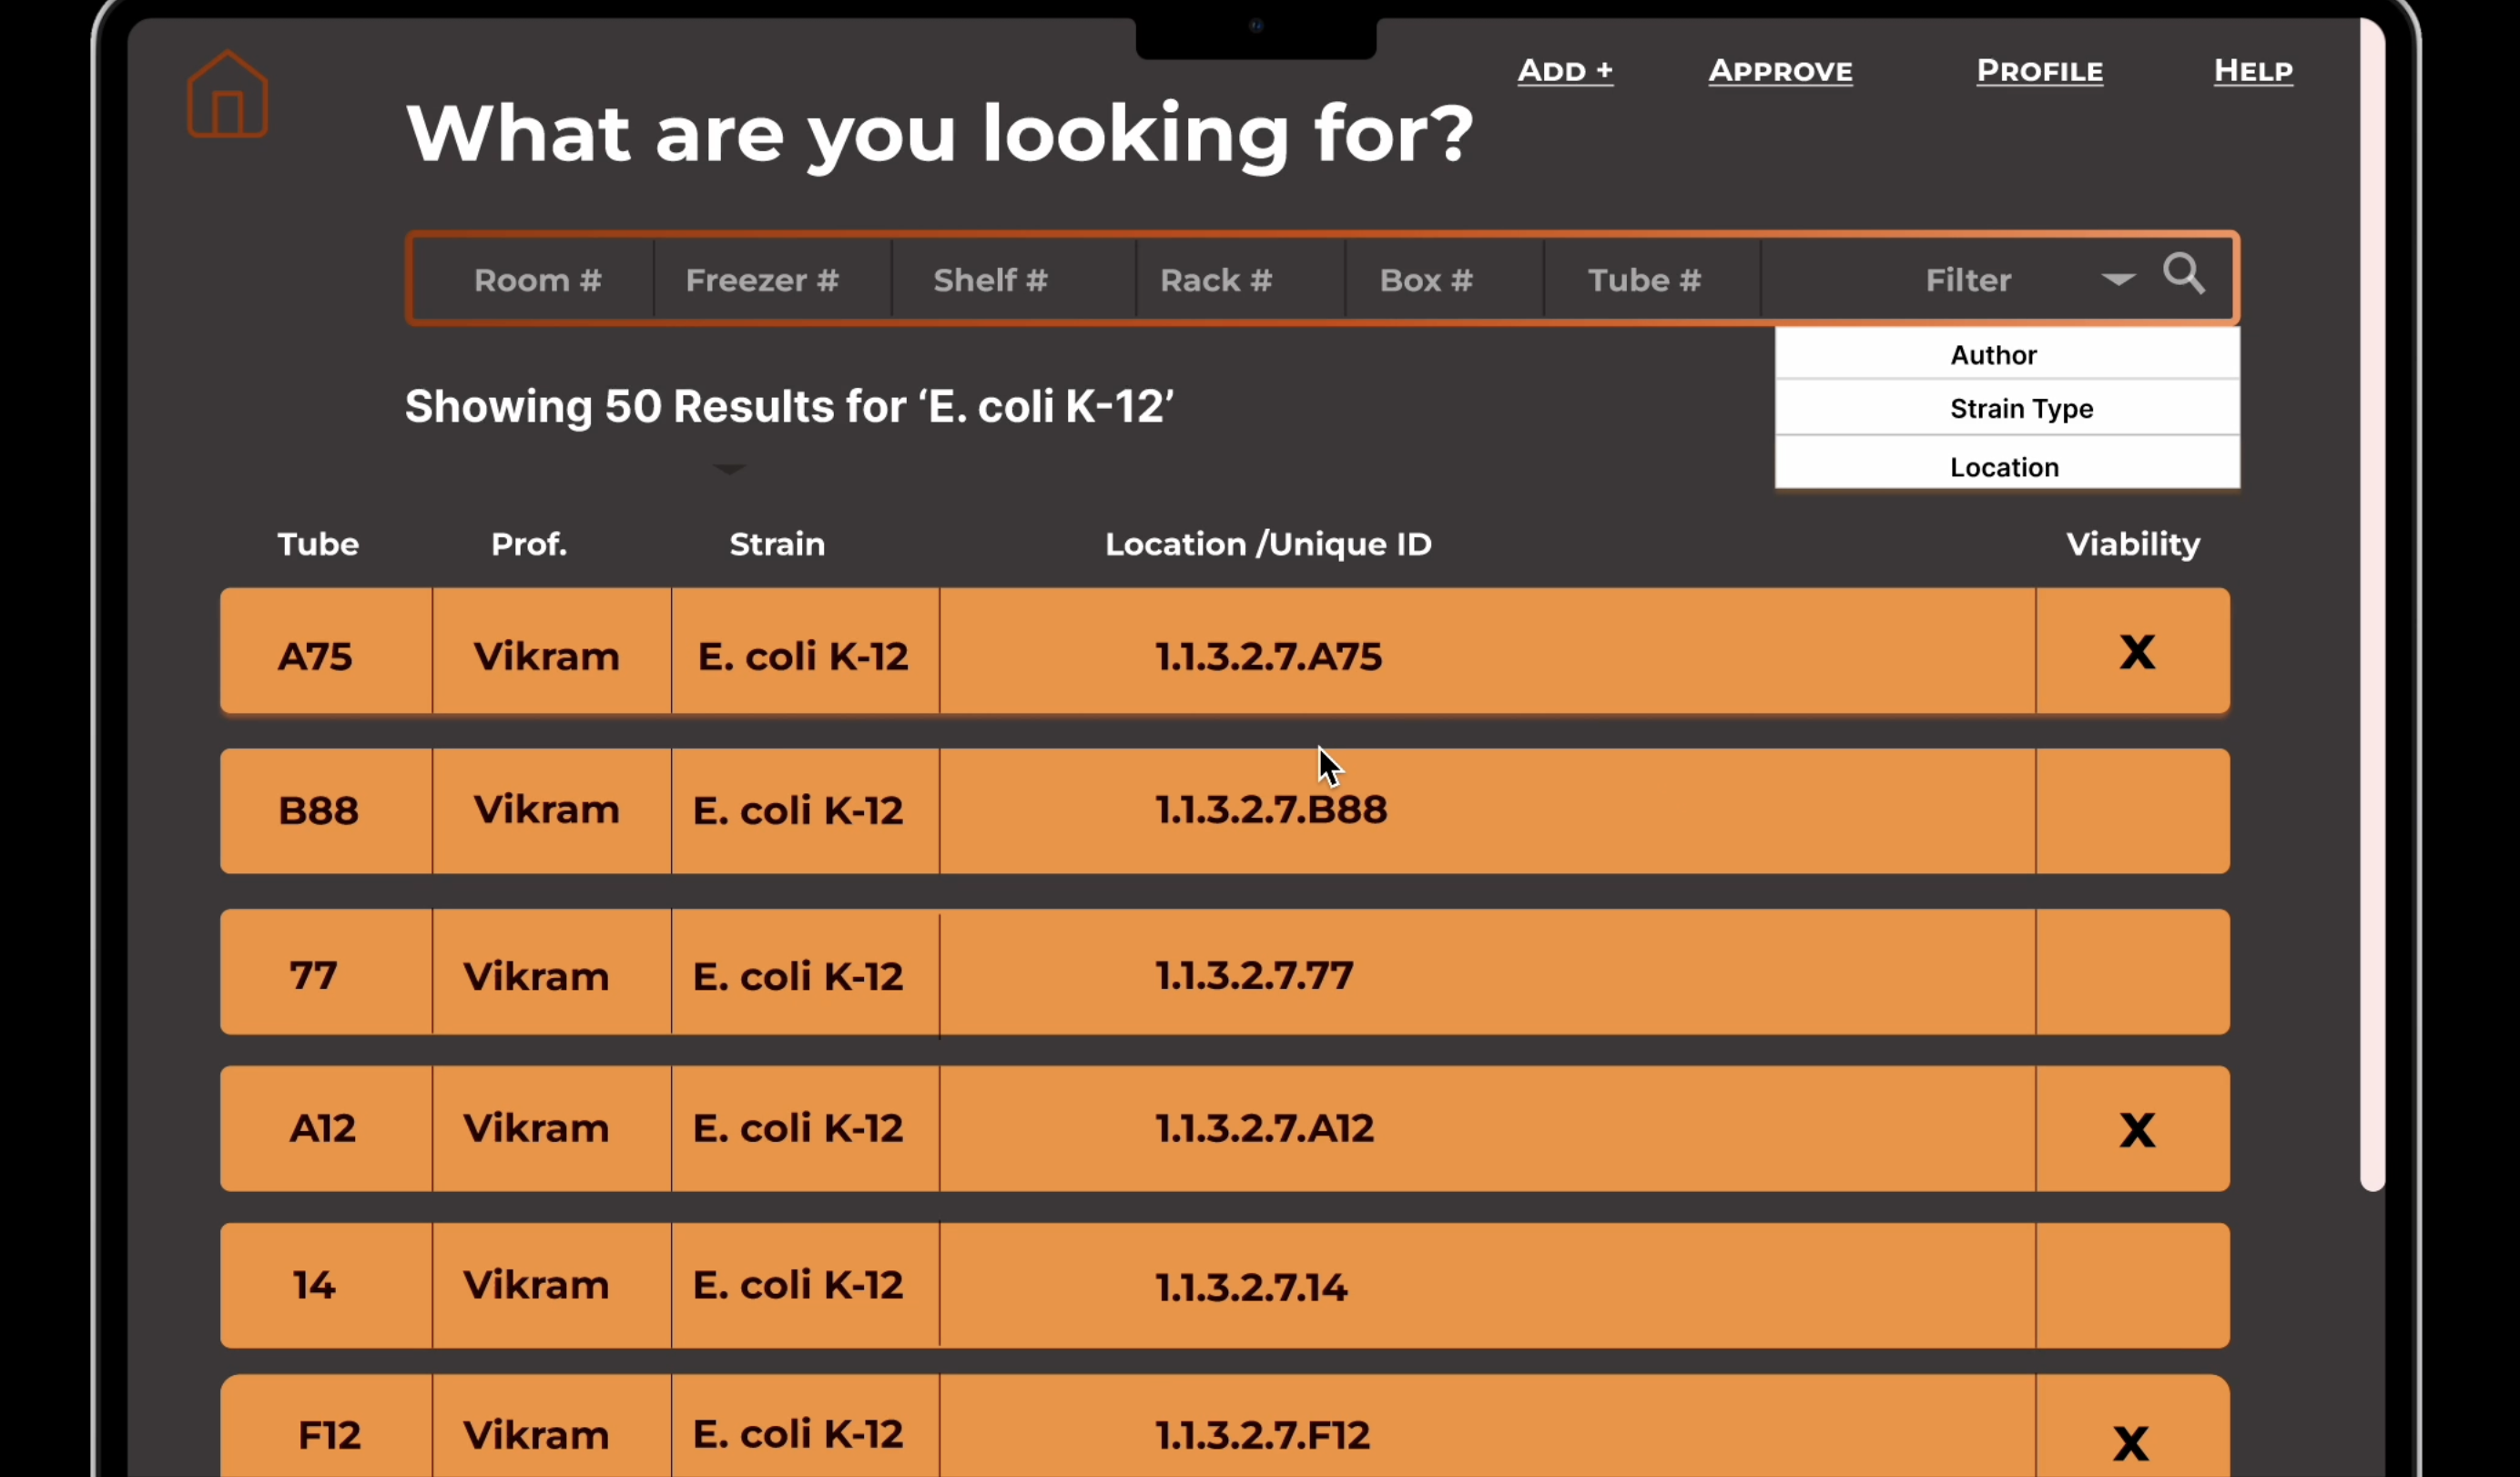 ADD + APPROVE PROFILE HELP
What are you looking for?
Room # Freezer # Shelf # Rack # Box # Tube # Filter
Author
Showing 50 Results for ‘E. coli K-12’
Strain Type
Location
Tube Prof. Strain Location /Unique ID Viability
A75 Vikram E. coli K-12 1.1.3.2.7.A75 X
B88 Vikram E. coli K-12 1.1.3.2.7.B88
77 Vikram E. coli K-12 1.1.3.2.7.77
A12 Vikram E. coli K-12 1.1.3.2.7.A12 X
14 Vikram E. coli K-12 1.1.3.2.7.14
F12 Vikram E. coli K-12 1.1.3.2.7.F12 X